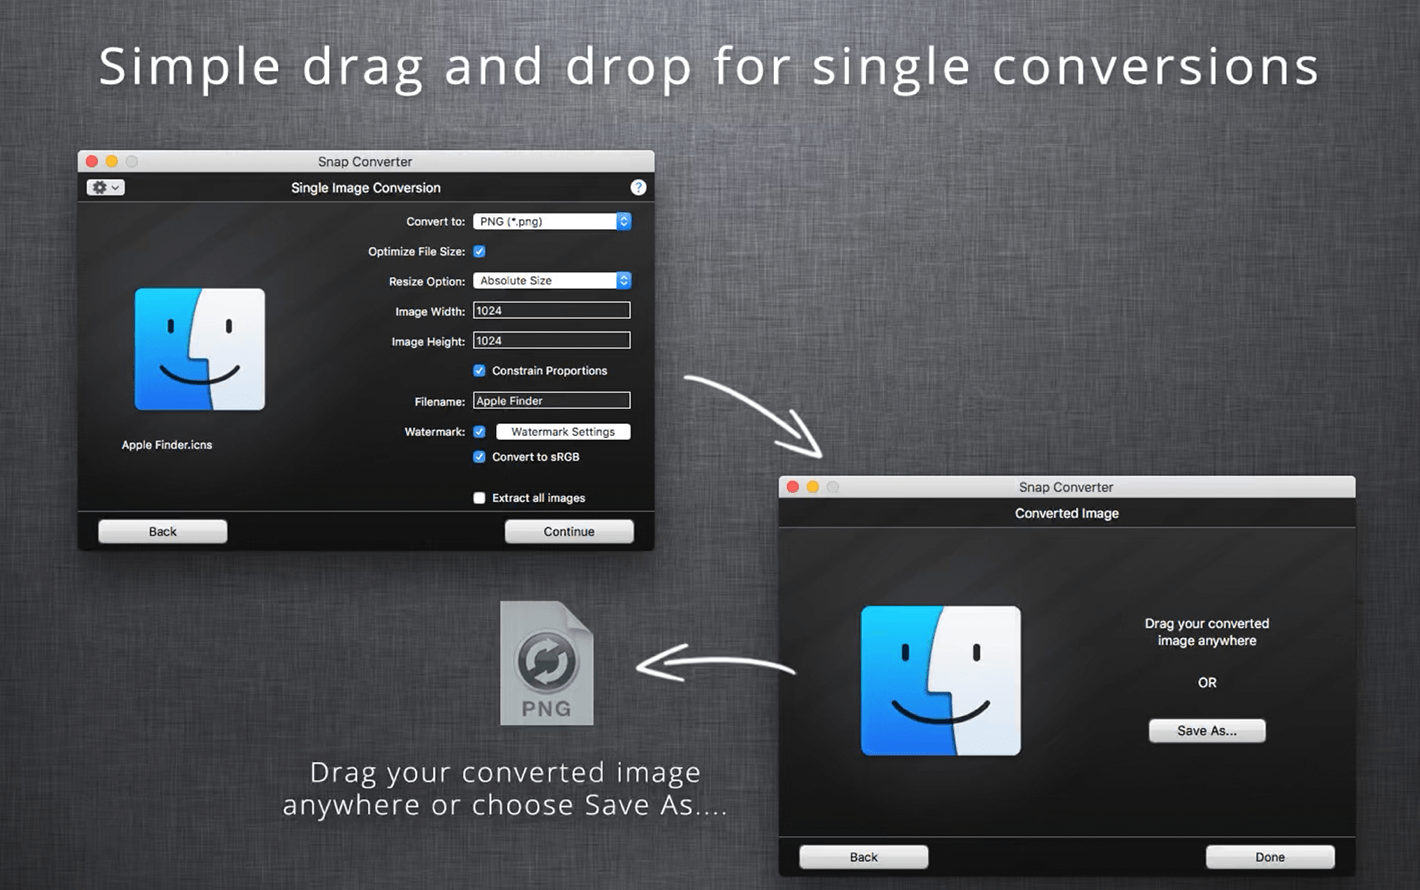 Simple drag and drop for single conversions
Snap Converter
Single Image Conversion
?
Convert to: PNG (*.png)
Optimize File Size:
Resize Option: Absolute Size
Image Width: 1024
Image Height: 1024
Constrain Proportions
Filename: Apple Finder
Watermark: Watermark Settings
Convert to sRGB
Extract all images
Apple Finder.icns
Back
Continue
Snap Converter
Converted Image
Drag your converted
image anywhere
OR
Save As...
Back
Done
PNG
Drag your converted image
anywhere or choose Save As....